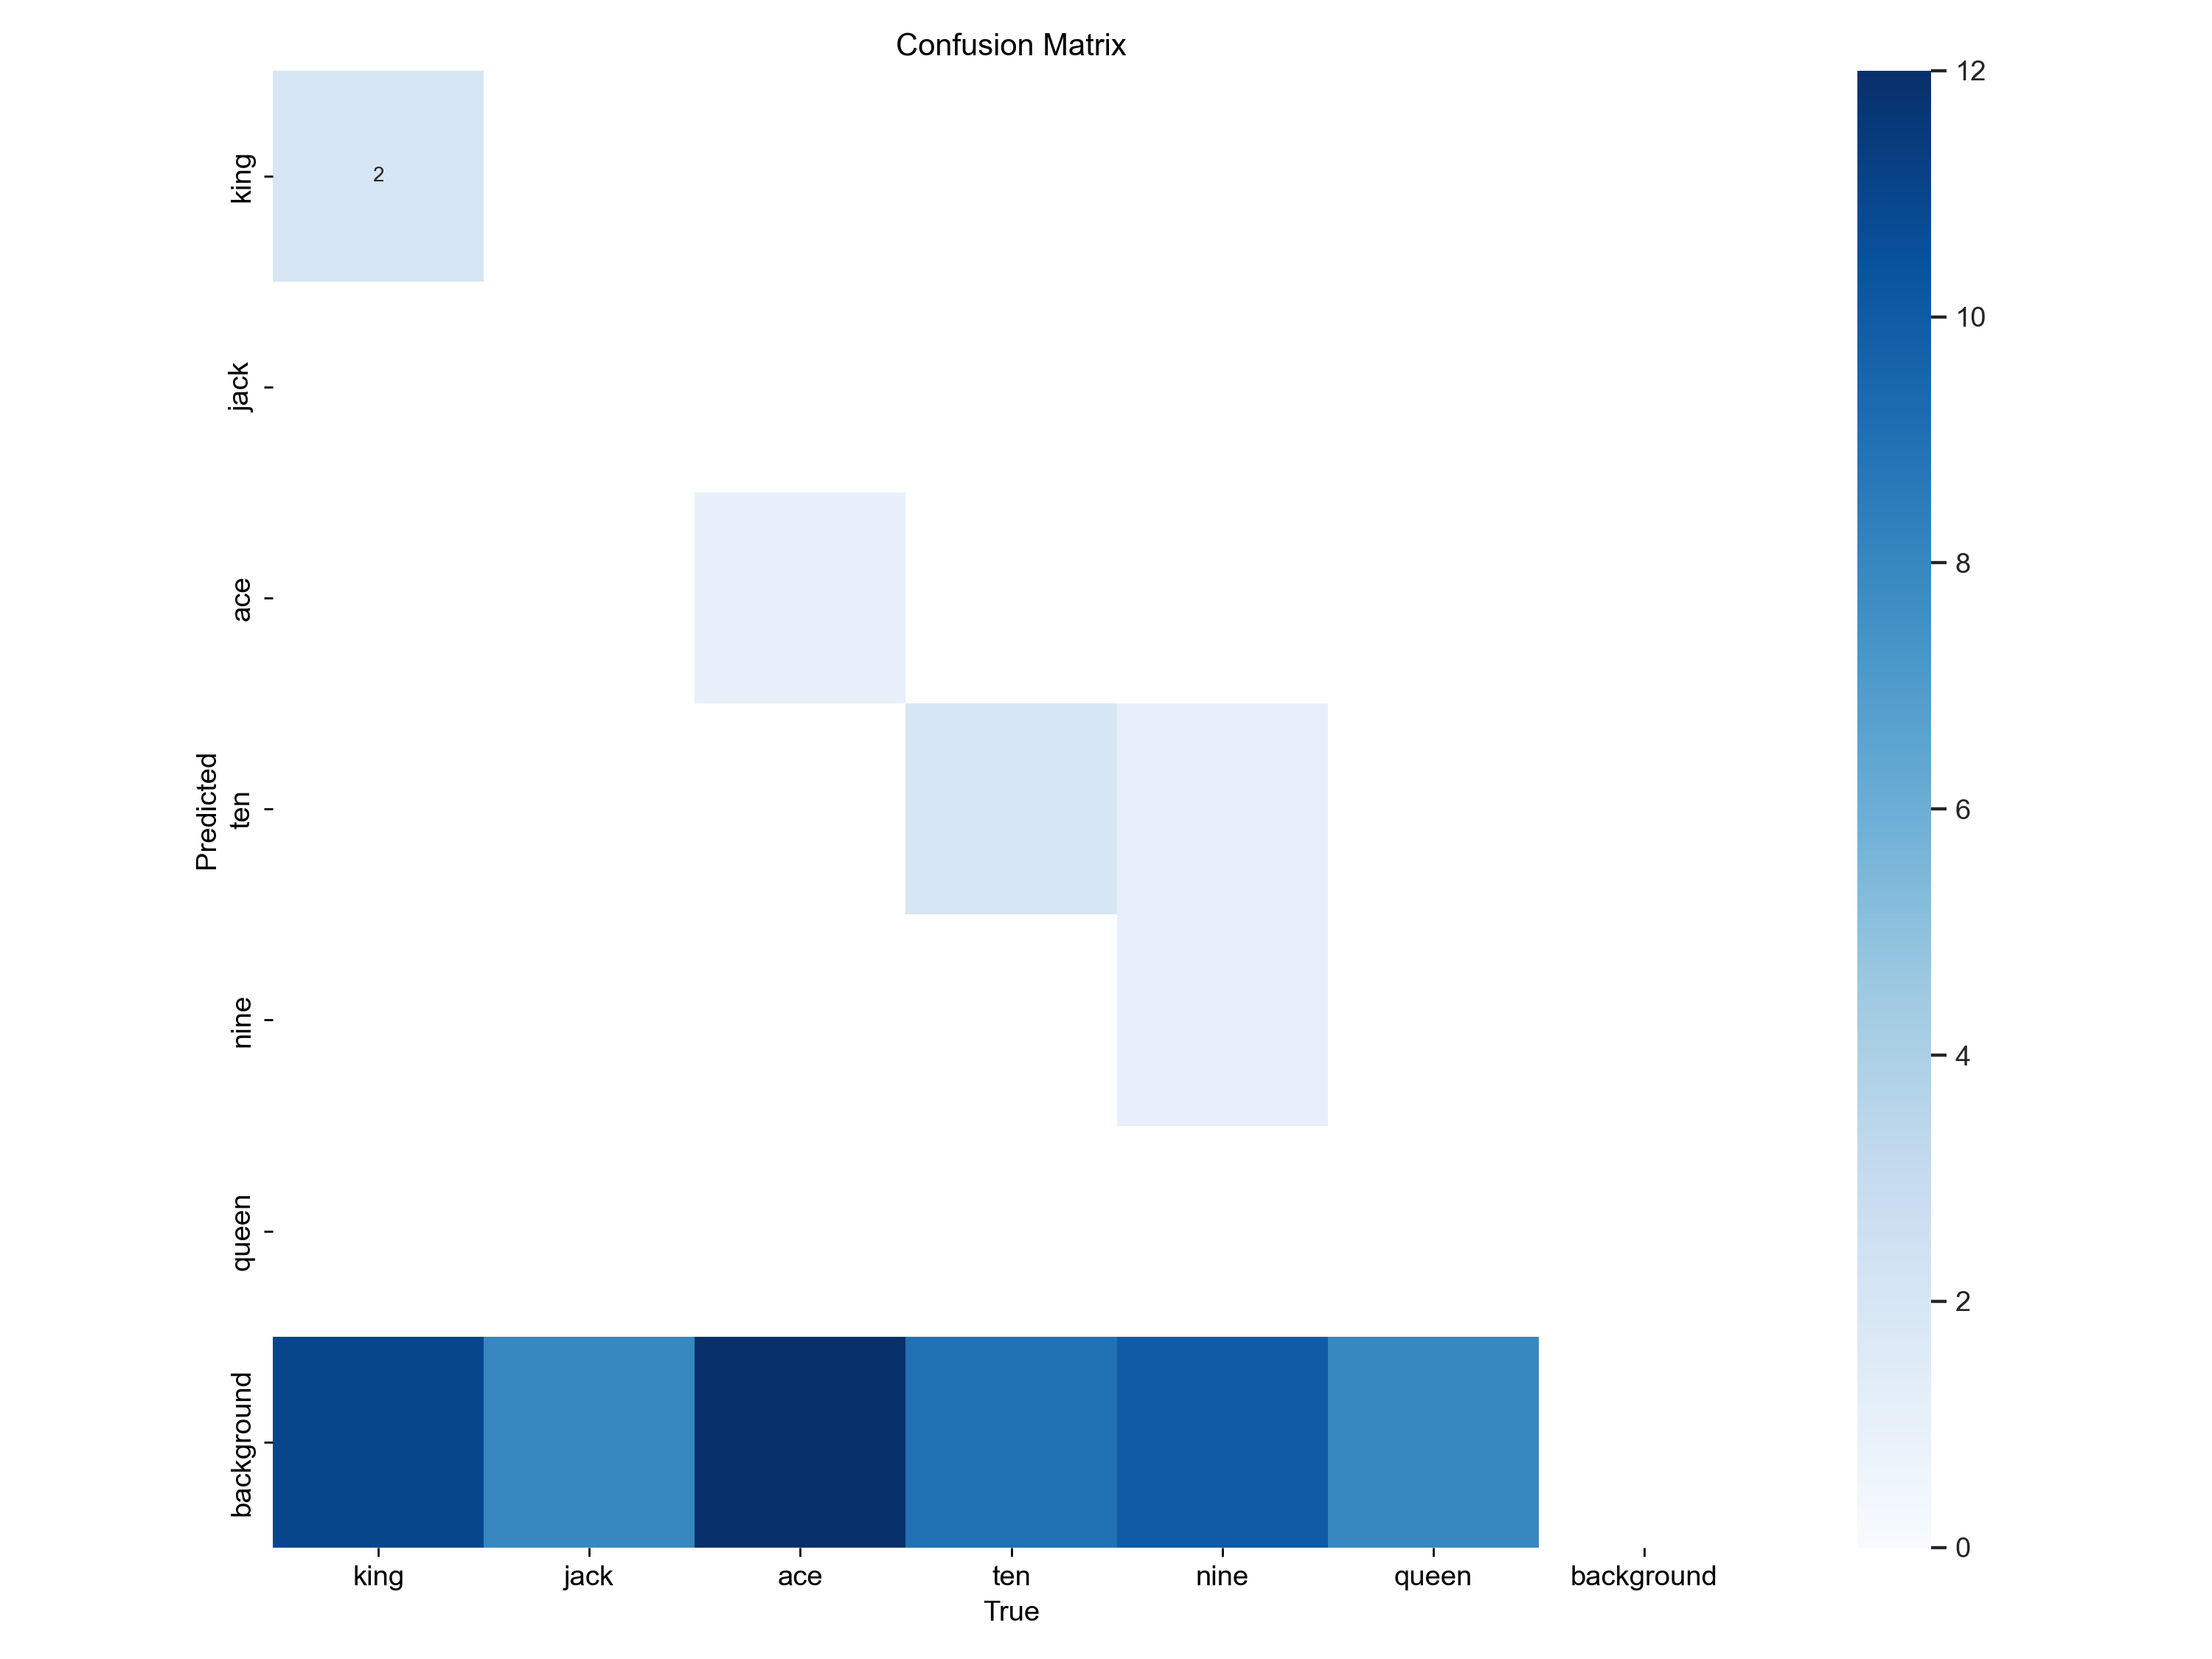 Confusion Matrix
king
jack
ace
ten
nine
queen
background
Predicted
2
king jack ace ten nine queen background
True
12
10
8
6
4
2
0